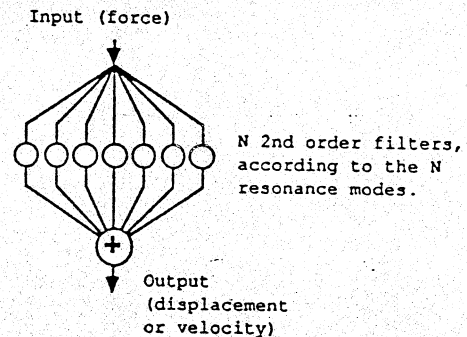 Input (force)
N 2nd order filters,
according to the N
resonance modes.
+
Output
(displacement
or velocity)